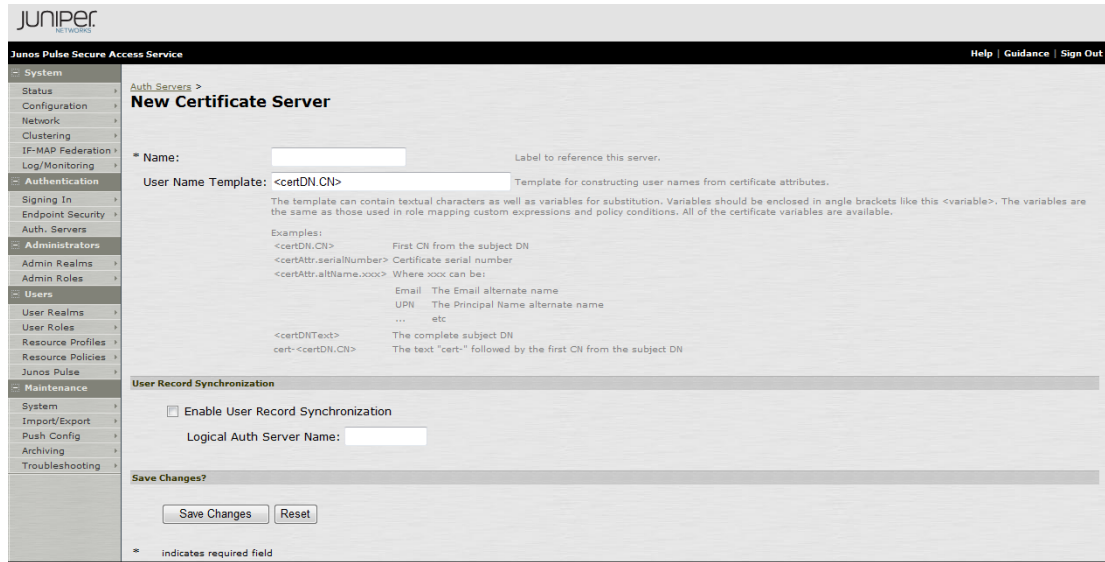 JUNIPER
NETWORKS
Junos Pulse Secure Access Service
Help | Guidance | Sign Out
System
Status
Configuration
Network
Clustering
IF-MAP Federation
Log/Monitoring
Authentication
Signing In
Endpoint Security
Auth. Servers
Administrators
Admin Realms
Admin Roles
Users
User Realms
User Roles
Resource Profiles
Resource Policies
Junos Pulse
Maintenance
System
Import/Export
Push Config
Archiving
Troubleshooting
Auth Servers >
New Certificate Server
* Name: Label to reference this server.
User Name Template: <certDN.CN> Template for constructing user names from certificate attributes.
The template can contain textual characters as well as variables for substitution. Variables should be enclosed in angle brackets like this <variable>. The variables are
the same as those used in role mapping custom expressions and policy conditions. All of the certificate variables are available.
Examples:
<certDN.CN> First CN from the subject DN
<certAttr.serialNumber> Certificate serial number
<certAttr.altName.xxx> Where xxx can be:
Email The Email alternate name
UPN The Principal Name alternate name
... etc
<certDNText> The complete subject DN
cert-<certDN.CN> The text "cert-" followed by the first CN from the subject DN
User Record Synchronization
Enable User Record Synchronization
Logical Auth Server Name:
Save Changes?
Save Changes Reset
* indicates required field